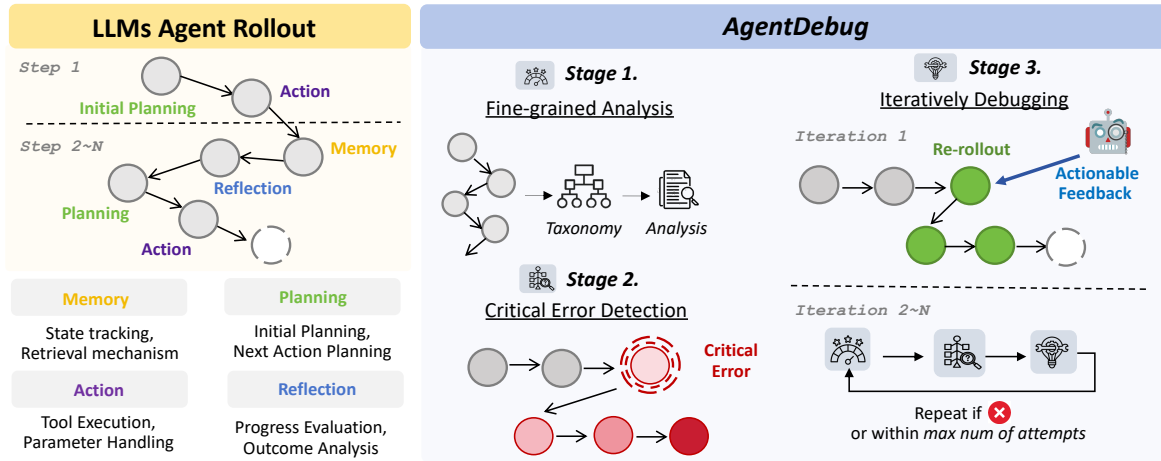 LLMs Agent Rollout
Step 1
Initial Planning
Action
Step 2~N
Memory
Reflection
Planning
Action
Memory
State tracking,
Retrieval mechanism
Planning
Initial Planning,
Next Action Planning
Action
Tool Execution,
Parameter Handling
Reflection
Progress Evaluation,
Outcome Analysis
AgentDebug
Stage 1.
Fine-grained Analysis
Taxonomy
Analysis
Stage 2.
Critical Error Detection
Critical
Error
Stage 3.
Iteratively Debugging
Iteration 1
Re-rollout
Actionable
Feedback
Iteration 2~N
Repeat if
or within max num of attempts